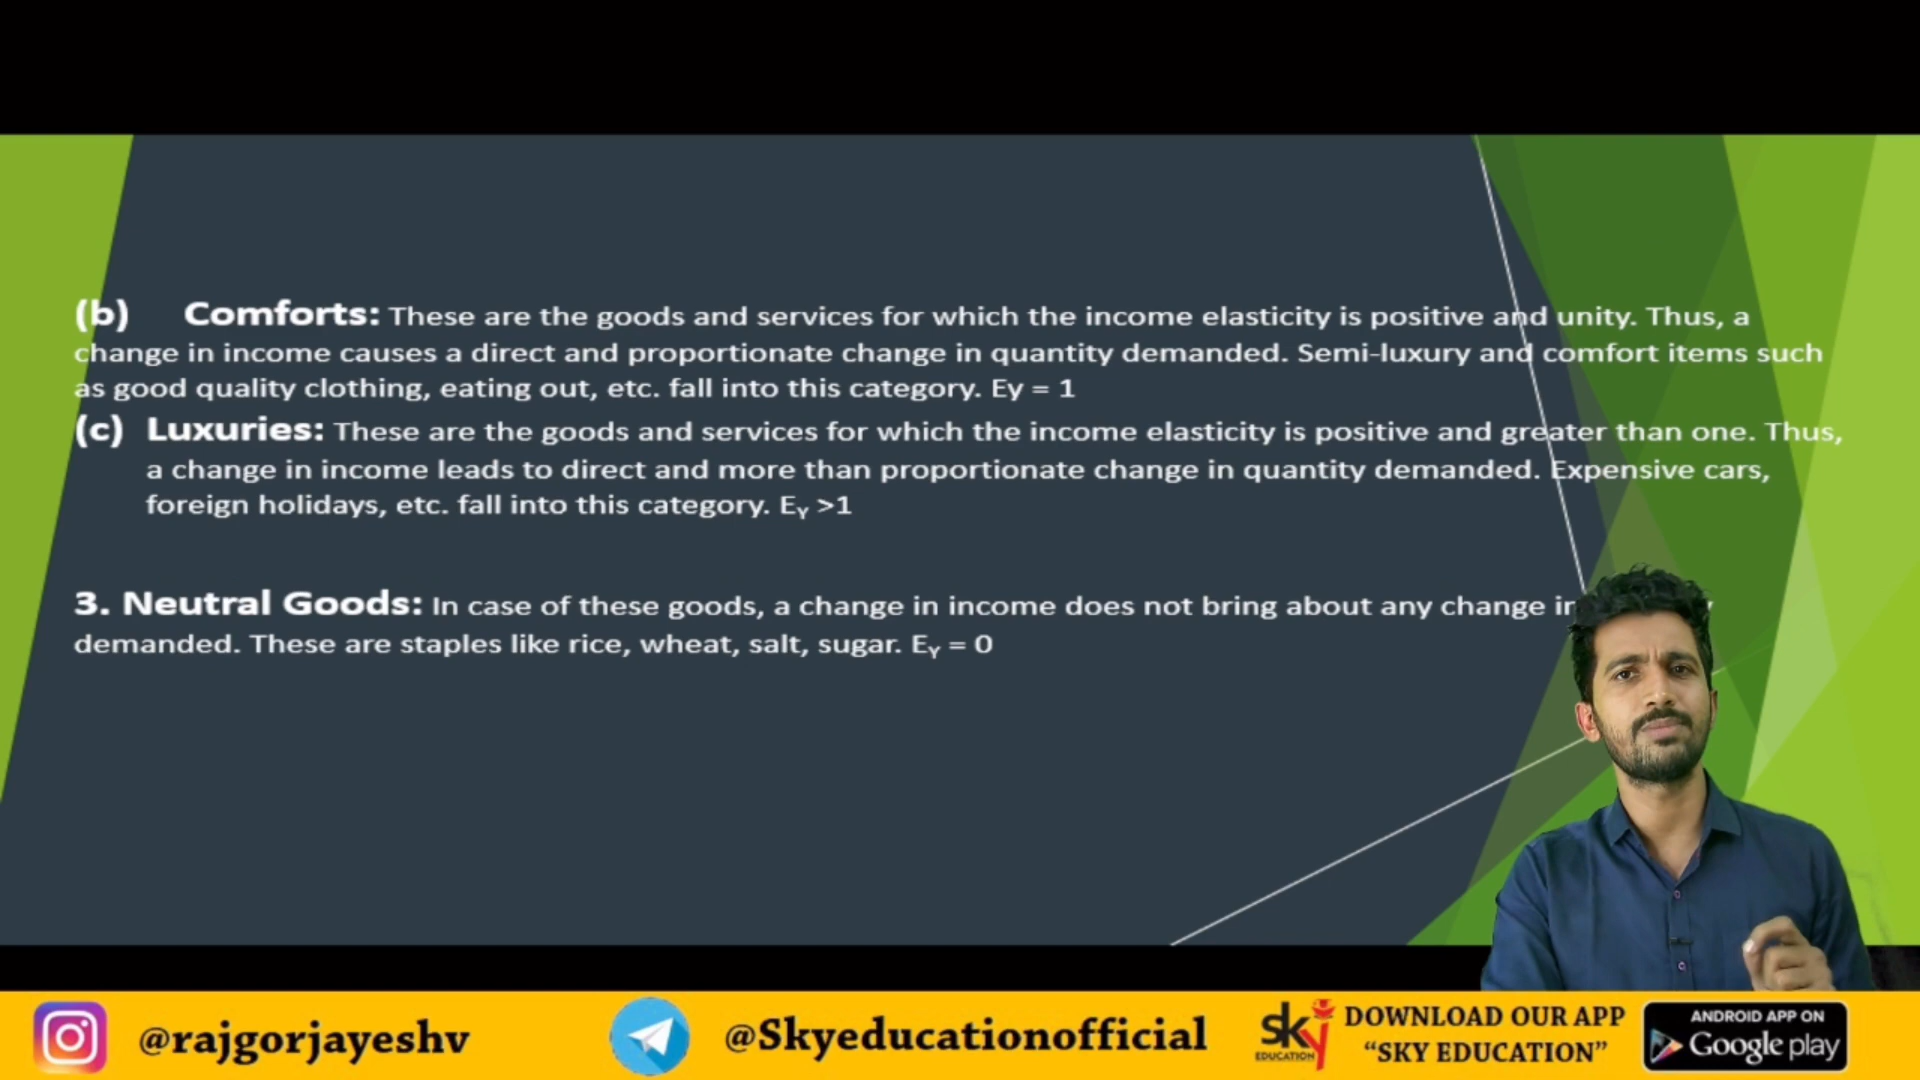 (b) Comforts: These are the goods and services for which the income elasticity is positive and unity. Thus, a
change in income causes a direct and proportionate change in quantity demanded. Semi-luxury and comfort items such
as good quality clothing, eating out, etc. fall into this category. Ey = 1
(c) Luxuries: These are the goods and services for which the income elasticity is positive and greater than one. Thus,
a change in income leads to direct and more than proportionate change in quantity demanded. Expensive cars,
foreign holidays, etc. fall into this category. EY >1
3. Neutral Goods: In case of these goods, a change in income does not bring about any change in
demanded. These are staples like rice, wheat, salt, sugar. EY = 0
@rajgorjayeshv
@Skyeducationofficial
sky
EDUCATION
DOWNLOAD OUR APP
“SKY EDUCATION”
ANDROID APP ON
Google play